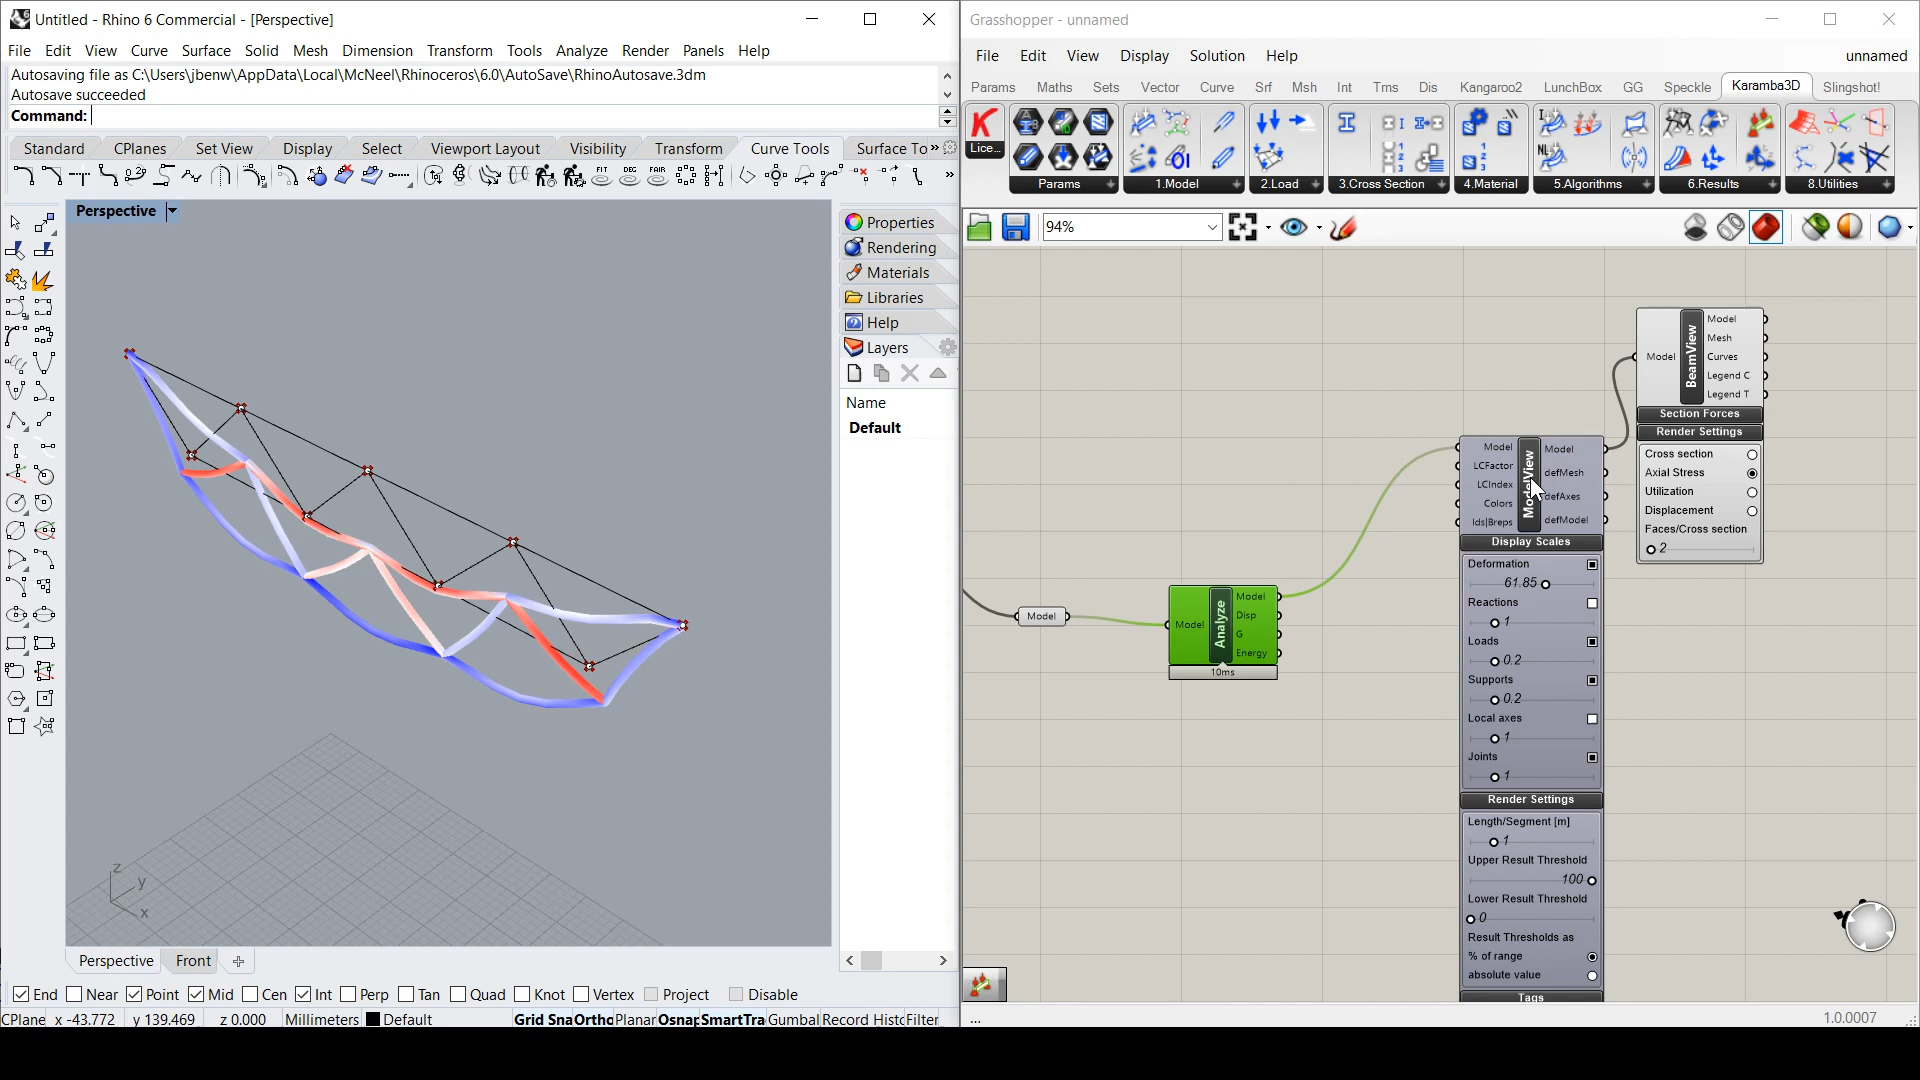 Untitled - Rhino 6 Commercial - [Perspective]
File Edit View Curve Surface Solid Mesh Dimension Transform Tools Analyze Render Panels Help
Autosaving file as C:\Users\jbenw\AppData\Local\McNeel\Rhinoceros\6.0\AutoSave\RhinoAutosave.3dm
Autosave succeeded
Command:
Standard CPlanes Set View Display Select Viewport Layout Visibility Transform Curve Tools Surface To
FIT DEG FAIR
Perspective
Properties
Rendering
Materials
Libraries
Help
Layers
Name
Default
z
y
x
Perspective Front
End Near Point Mid Cen Int Perp Tan Quad Knot Vertex Project Disable
CPlane x -43.772 y 139.469 z 0.000 Millimeters Default Grid Sna Ortho Planar Osnap SmartTra Gumbal Record Histc Filter
Grasshopper - unnamed
File Edit View Display Solution Help unnamed
Params Maths Sets Vector Curve Srf Msh Int Trns Dis Kangaroo2 LunchBox GG Speckle Karamba3D Slingshot!
Lice...
Params 1.Model 2.Load 3.Cross Section 4.Material 5.Algorithms 6.Results 8.Utilities
94%
Model
Model
Analyze
Model
Disp
G
Energy
10ms
Model
LCFactor
LCIndex
Colors
Ids|Breps
ModelView
Model
defMesh
defAxes
defModel
Display Scales
Deformation
61.85
Reactions
1
Loads
0.2
Supports
0.2
Local axes
1
Joints
1
Render Settings
Length/Segment [m]
1
Upper Result Threshold
100
Lower Result Threshold
0
Result Thresholds as
% of range
absolute value
Tags
Model
BeamView
Model
Mesh
Curves
Legend C
Legend T
Section Forces
Render Settings
Cross section
Axial Stress
Utilization
Displacement
Faces/Cross section
2
...
1.0.0007